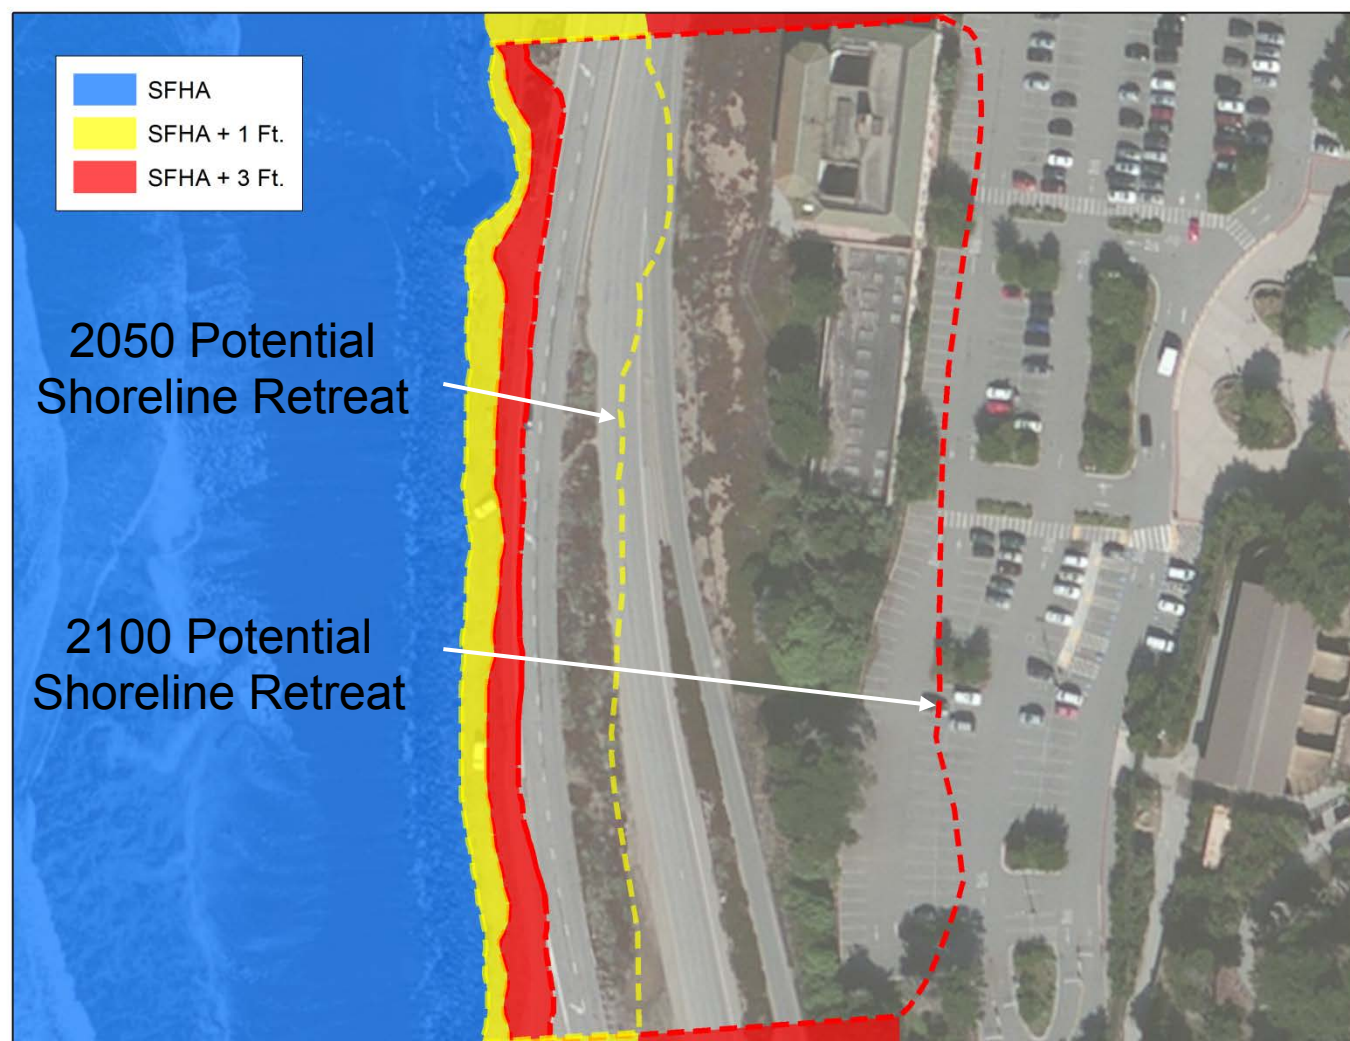 SFHA
SFHA + 1 Ft.
SFHA + 3 Ft.
2050 Potential
Shoreline Retreat
2100 Potential
Shoreline Retreat